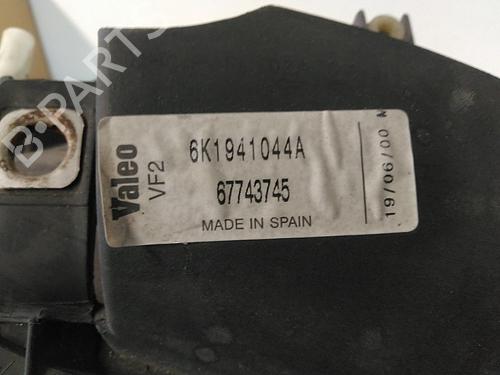 Valeo
VF2
6K1941044A
67743745
MADE IN SPAIN
19/06/00 M
B-PARTS